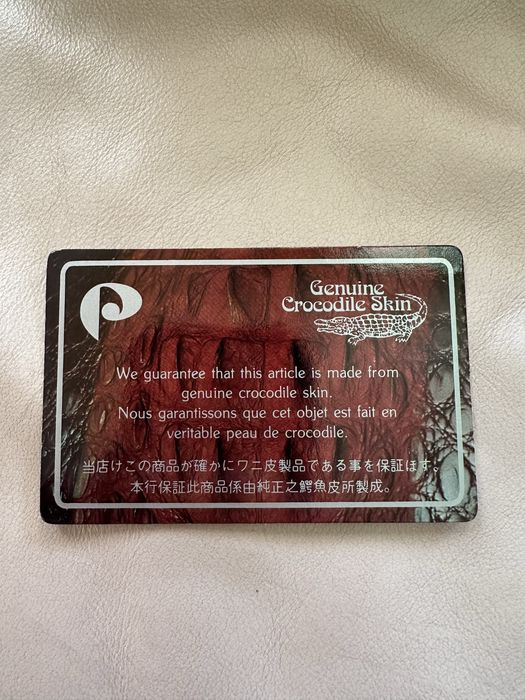 Genuine
Crocodile Skin
We guarantee that this article is made from
genuine crocodile skin.
Nous garantissons que cet objet est fait en
veritable peau de crocodile.
当店けこの商品が確かにワニ皮製品である事を保証ほす。
本行保証此商品係由純正之鰐魚皮所製成。